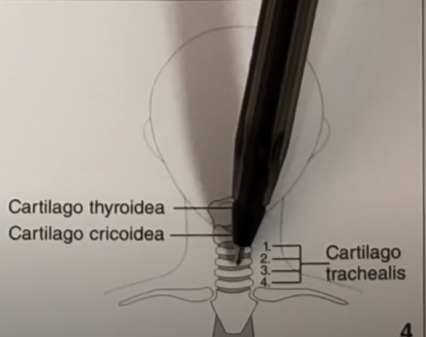 Cartilago thyroidea
Cartilago cricoidea
1.
2.
3.
4.
Cartilago
trachealis
4